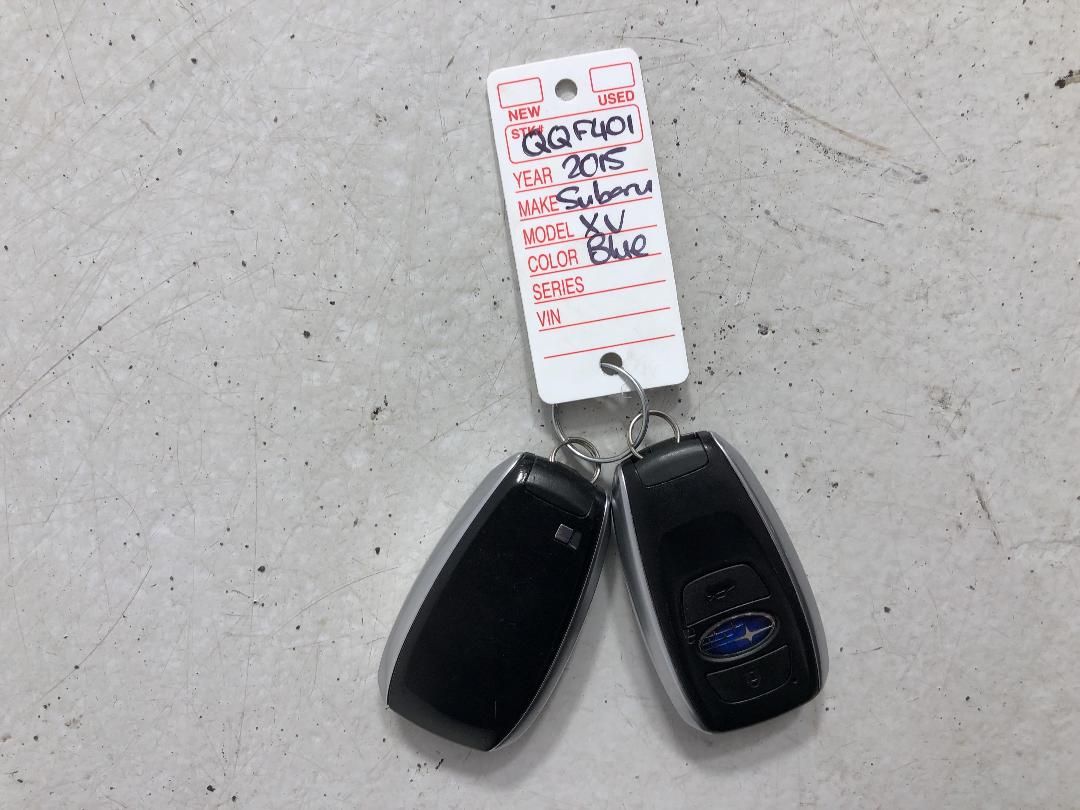 NEW USED
STK# QQF401
YEAR 2015
MAKE Subaru
MODEL XV
COLOR Blue
SERIES
VIN